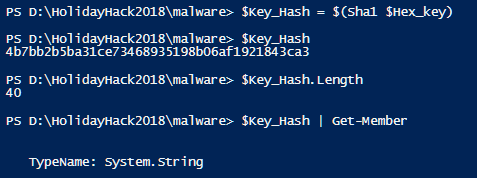 PS D:\HolidayHack2018\malware> $Key_Hash = $(Sha1 $Hex_key)
PS D:\HolidayHack2018\malware> $Key_Hash
4b7bb2b5ba31ce73468935198b06af1921843ca3
PS D:\HolidayHack2018\malware> $Key_Hash.Length
40
PS D:\HolidayHack2018\malware> $Key_Hash | Get-Member
TypeName: System.String